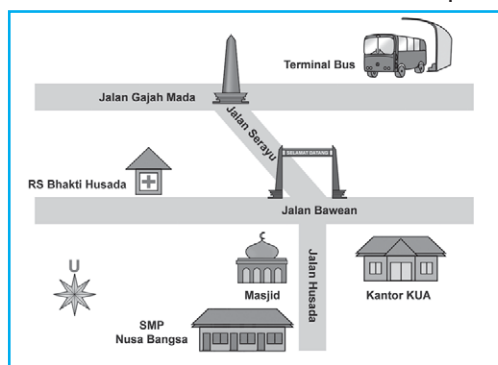 Terminal Bus
Jalan Gajah Mada
Jalan Serayu
SELAMAT DATANG
RS Bhakti Husada
Jalan Bawean
Jalan Husada
U
Masjid
Kantor KUA
SMP
Nusa Bangsa